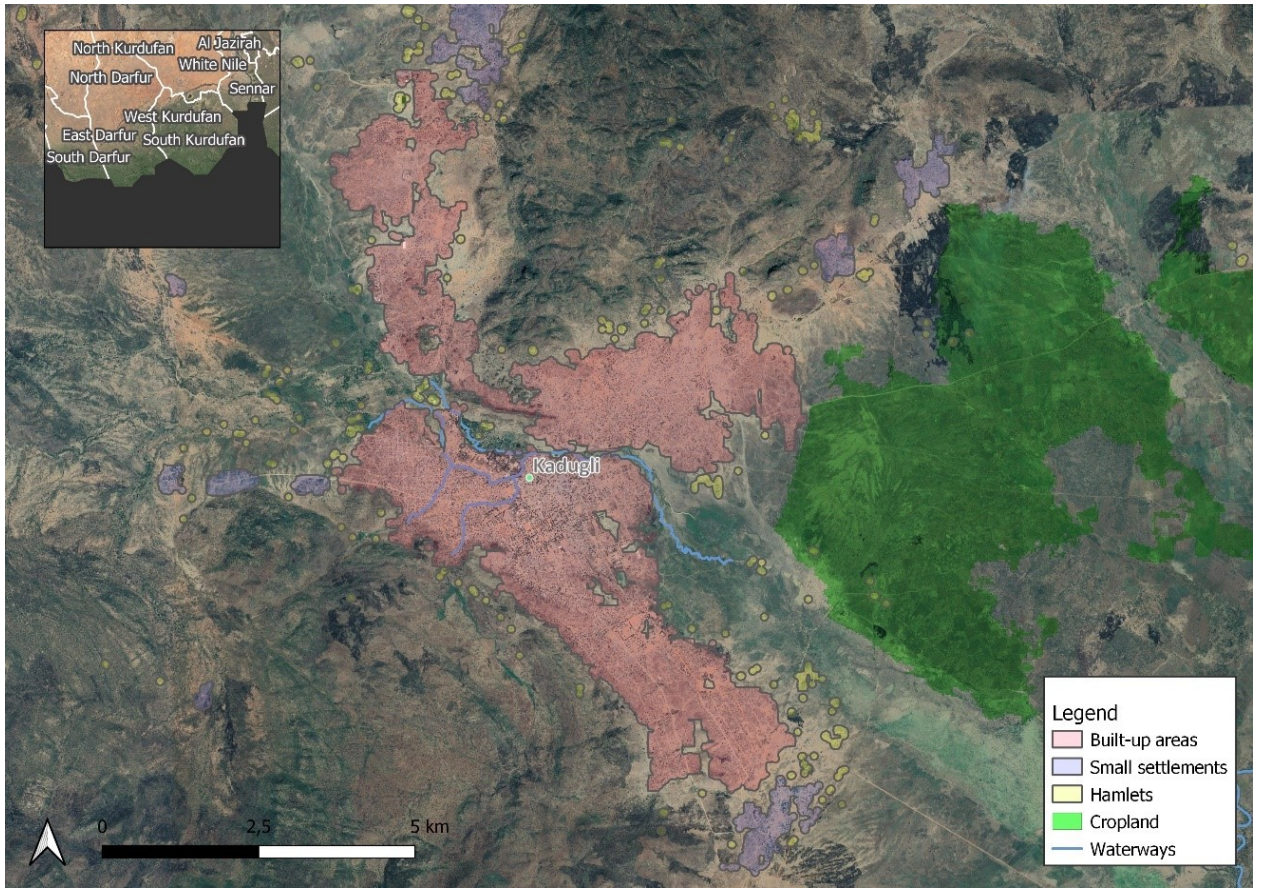 North Kurdufan
Al Jazirah
White Nile
North Darfur
Sennar
West Kurdufan
East Darfur
South Kurdufan
South Darfur
Kadugli
0
2,5
5 km
Legend
Built-up areas
Small settlements
Hamlets
Cropland
Waterways